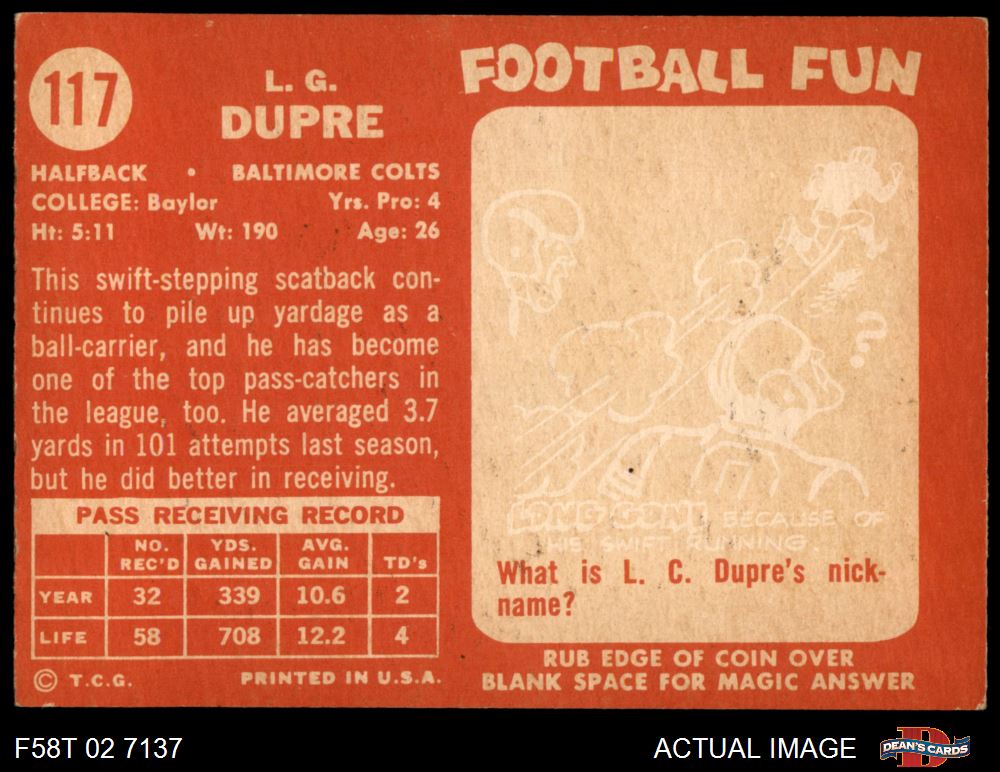 117
L. G.
DUPRE
HALFBACK • BALTIMORE COLTS
COLLEGE: Baylor Yrs. Pro: 4
Ht: 5:11 Wt: 190 Age: 26
This swift-stepping scatback con-
tinues to pile up yardage as a
ball-carrier, and he has become
one of the top pass-catchers in
the league, too. He averaged 3.7
yards in 101 attempts last season,
but he did better in receiving.
PASS RECEIVING RECORD
NO. REC'D YDS. GAINED AVG. GAIN TD's
YEAR 32 339 10.6 2
LIFE 58 708 12.2 4
© T.C.G. PRINTED IN U.S.A.
FOOTBALL FUN
?
LONG GONE BECAUSE OF
HIS SWIFT RUNNING.
What is L. C. Dupre's nick-
name?
RUB EDGE OF COIN OVER
BLANK SPACE FOR MAGIC ANSWER
F58T 02 7137
ACTUAL IMAGE
DEAN'S CARDS